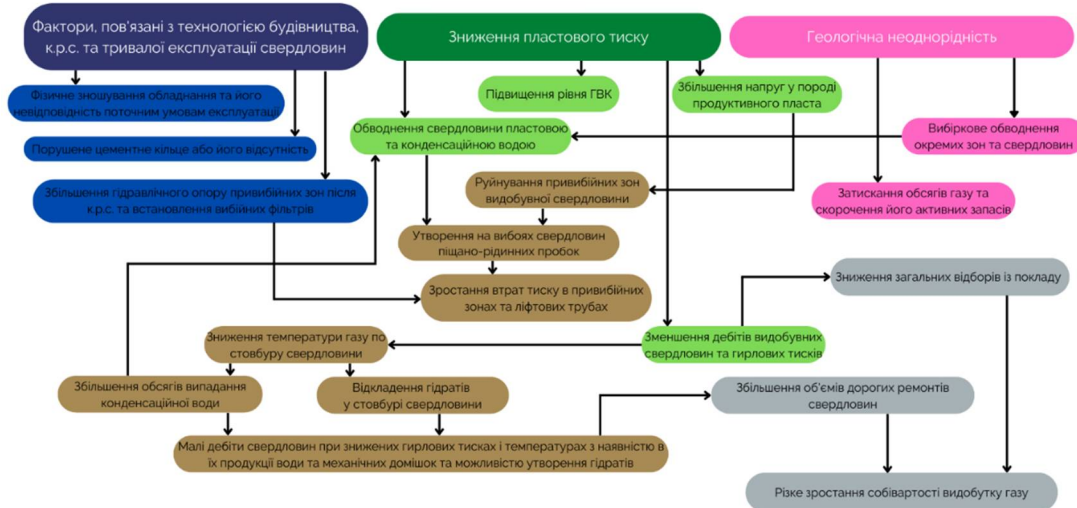 Фактори, пов'язані з технологією будівництва,
к.р.с. та тривалої експлуатації свердловин
Зниження пластового тиску
Геологічна неоднорідність
Фізичне зношування обладнання та його
невідповідність поточним умовам експлуатації
Підвищення рівня ГВК
Збільшення напруг у породі
продуктивного пласта
Обводнення свердловини пластовою
та конденсаційною водою
Вибіркове обводнення
окремих зон та свердловин
Порушене цементне кільце або його відсутність
Збільшення гідравлічного опору привибійних зон після
к.р.с. та встановлення вибійних фільтрів
Руйнування привибійних зон
видобувної свердловини
Затискання обсягів газу та
скорочення його активних запасів
Утворення на вибоях свердловин
піщано-рідинних пробок
Зниження загальних відборів із покладу
Зростання втрат тиску в привибійних
зонах та ліфтових трубах
Зниження температури газу по
стовбуру свердловини
Зменшення дебітів видобувних
свердловин та гирлових тисків
Збільшення обсягів випадання
конденсаційної води
Відкладення гідратів
у стовбурі свердловини
Збільшення об'ємів дорогих ремонтів
свердловин
Малі дебіти свердловин при знижених гирлових тисках і температурах з наявністю в
їх продукції води та механічних домішок та можливістю утворення гідратів
Різке зростання собівартості видобутку газу